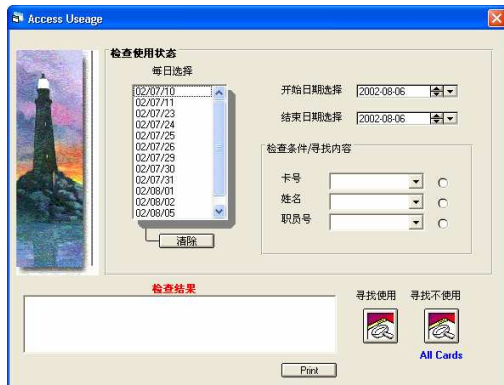 Access Useage
检查使用状态
每日选择
02/07/10
02/07/11
02/07/23
02/07/24
02/07/25
02/07/26
02/07/29
02/07/30
02/07/31
02/08/01
02/08/02
02/08/05
清除
开始日期选择 2002-08-06
结束日期选择 2002-08-06
检查条件/寻找内容
卡号
姓名
职员号
检查结果
寻找使用 寻找不使用
All Cards
Print